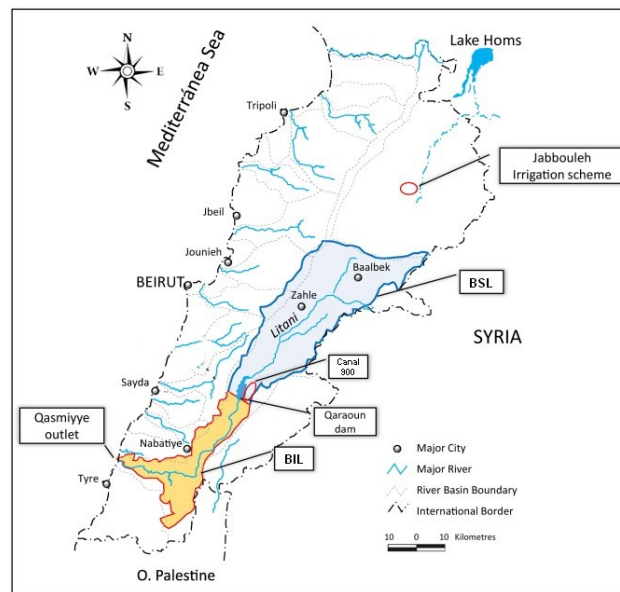 N
W
E
S
Mediterránea Sea
Lake Homs
Tripoli
Jabbouleh
Irrigation scheme
Jbeil
Jounieh
BEIRUT
Baalbek
Zahle
Litani
BSL
SYRIA
Canal
900
Sayda
Qaraoun
dam
Qasmiyye
outlet
Nabatiye
BIL
Tyre
Major City
Major River
River Basin Boundary
International Border
10 0 10 Kilometres
O. Palestine